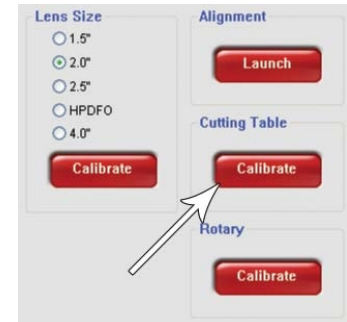 Lens Size
1.5"
2.0"
2.5"
HPDFO
4.0"
Calibrate
Alignment
Launch
Cutting Table
Calibrate
Rotary
Calibrate